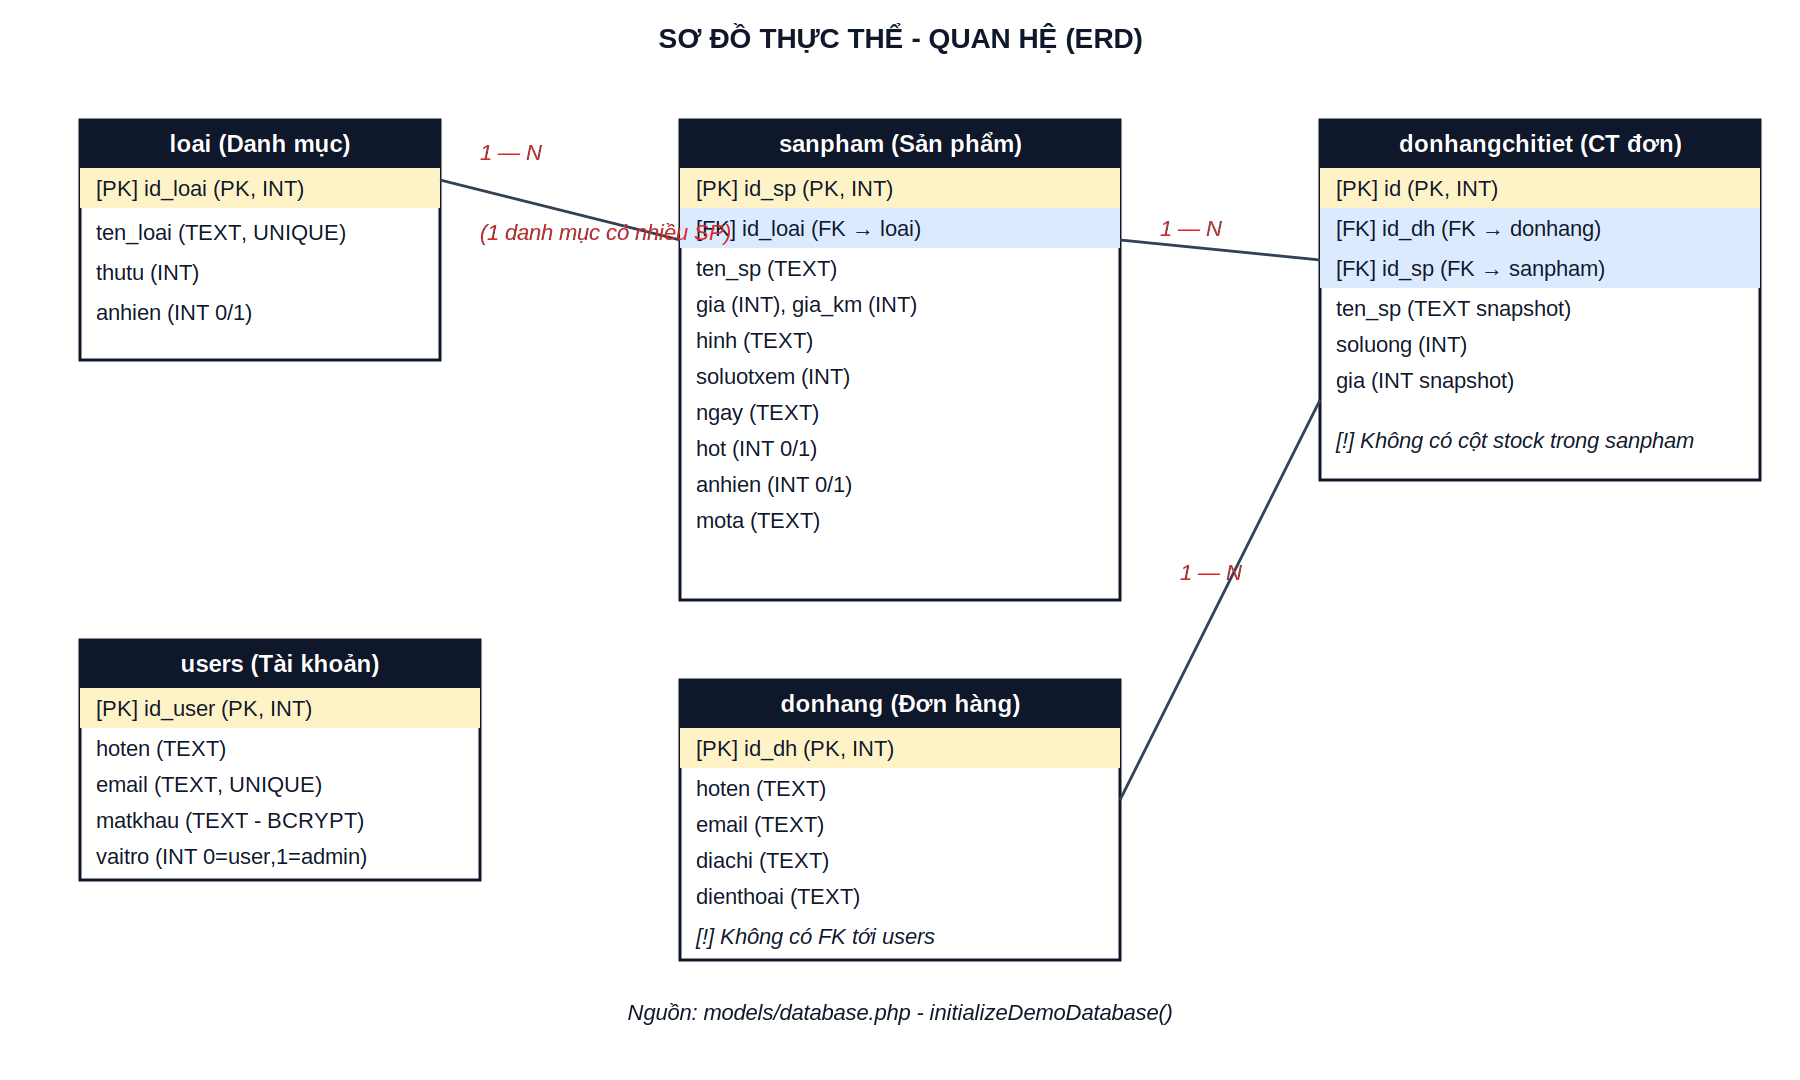 SƠ ĐỒ THỰC THỂ - QUAN HỆ (ERD)
loai (Danh mục)
[PK] id_loai (PK, INT)
ten_loai (TEXT, UNIQUE)
thutu (INT)
anhien (INT 0/1)
1 — N
(1 danh mục có nhiều SP)
sanpham (Sản phẩm)
[PK] id_sp (PK, INT)
[FK] id_loai (FK → loai)
ten_sp (TEXT)
gia (INT), gia_km (INT)
hinh (TEXT)
soluotxem (INT)
ngay (TEXT)
hot (INT 0/1)
anhien (INT 0/1)
mota (TEXT)
1 — N
donhangchitiet (CT đơn)
[PK] id (PK, INT)
[FK] id_dh (FK → donhang)
[FK] id_sp (FK → sanpham)
ten_sp (TEXT snapshot)
soluong (INT)
gia (INT snapshot)
[!] Không có cột stock trong sanpham
1 — N
users (Tài khoản)
[PK] id_user (PK, INT)
hoten (TEXT)
email (TEXT, UNIQUE)
matkhau (TEXT - BCRYPT)
vaitro (INT 0=user,1=admin)
donhang (Đơn hàng)
[PK] id_dh (PK, INT)
hoten (TEXT)
email (TEXT)
diachi (TEXT)
dienthoai (TEXT)
[!] Không có FK tới users
Nguồn: models/database.php - initializeDemoDatabase()